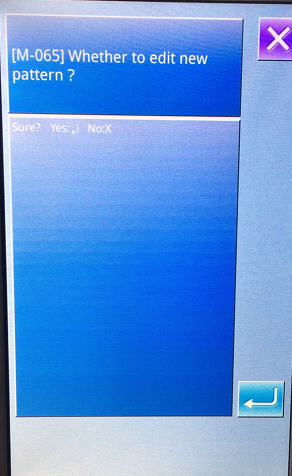 [M-065] Whether to edit new
pattern ?
Sure? Yes:↵ No:X